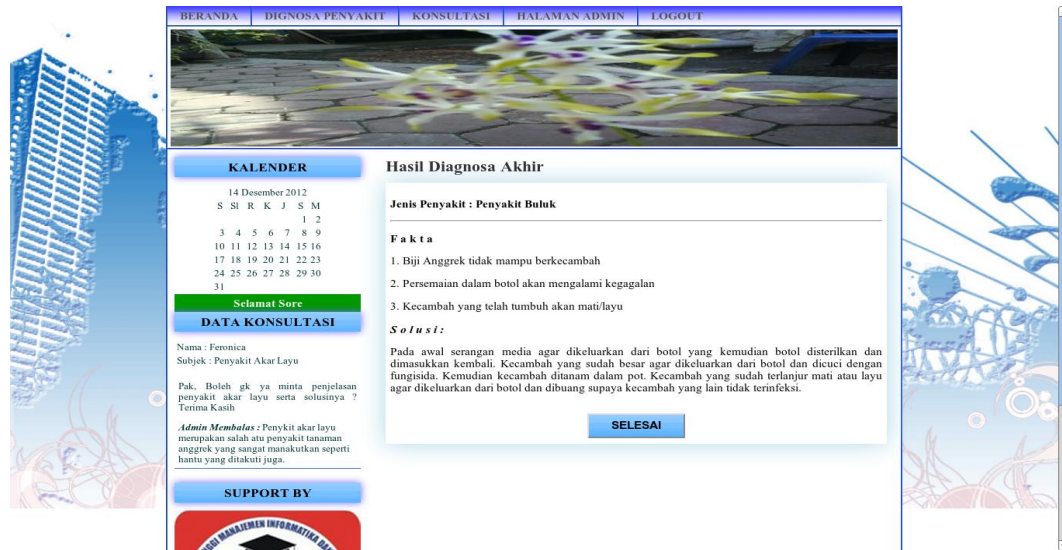 BERANDA DIGNOSA PENYAKIT KONSULTASI HALAMAN ADMIN LOGOUT
KALENDER
14 Desember 2012
S Sl R K J S M
1 2
3 4 5 6 7 8 9
10 11 12 13 14 15 16
17 18 19 20 21 22 23
24 25 26 27 28 29 30
31
Selamat Sore
DATA KONSULTASI
Nama : Feronica
Subjek : Penyakit Akar Layu
Pak, Boleh gk ya minta penjelasan
penyakit akar layu serta solusinya ?
Terima Kasih
Admin Membalas : Penykit akar layu
merupakan salah atu penyakit tanaman
anggrek yang sangat manakutkan seperti
hantu yang ditakuti juga.
SUPPORT BY
MANAJEMEN INFORMATIKA
Hasil Diagnosa Akhir
Jenis Penyakit : Penyakit Buluk
F a k t a
1. Biji Anggrek tidak mampu berkecambah
2. Persemaian dalam botol akan mengalami kegagalan
3. Kecambah yang telah tumbuh akan mati/layu
S o l u s i :
Pada awal serangan media agar dikeluarkan dari botol yang kemudian botol disterilkan dan
dimasukkan kembali. Kecambah yang sudah besar agar dikeluarkan dari botol dan dicuci dengan
fungisida. Kemudian kecambah ditanam dalam pot. Kecambah yang sudah terlanjur mati atau layu
agar dikeluarkan dari botol dan dibuang supaya kecambah yang lain tidak terinfeksi.
SELESAI